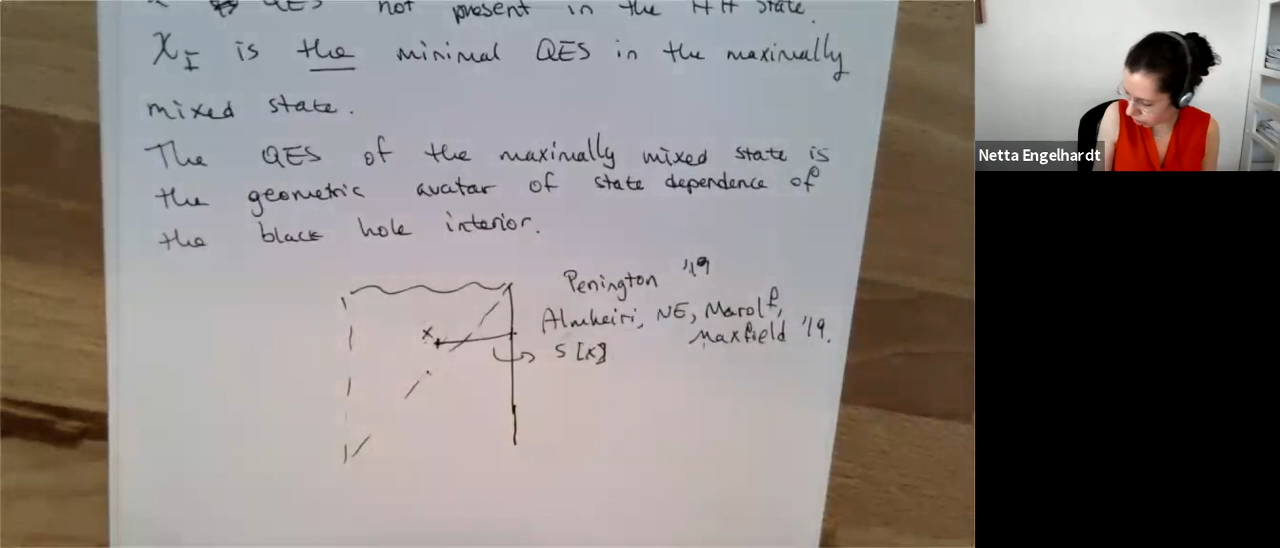 QES not present in the HH state.
X_I is the minimal QES in the maximally
mixed state.
The QES of the maximally mixed state is
the geometric avatar of state dependence of
the black hole interior.
Penington '19
Almheiri, NE, Marolf,
Maxfield '19.
x
S[x]
Netta Engelhardt